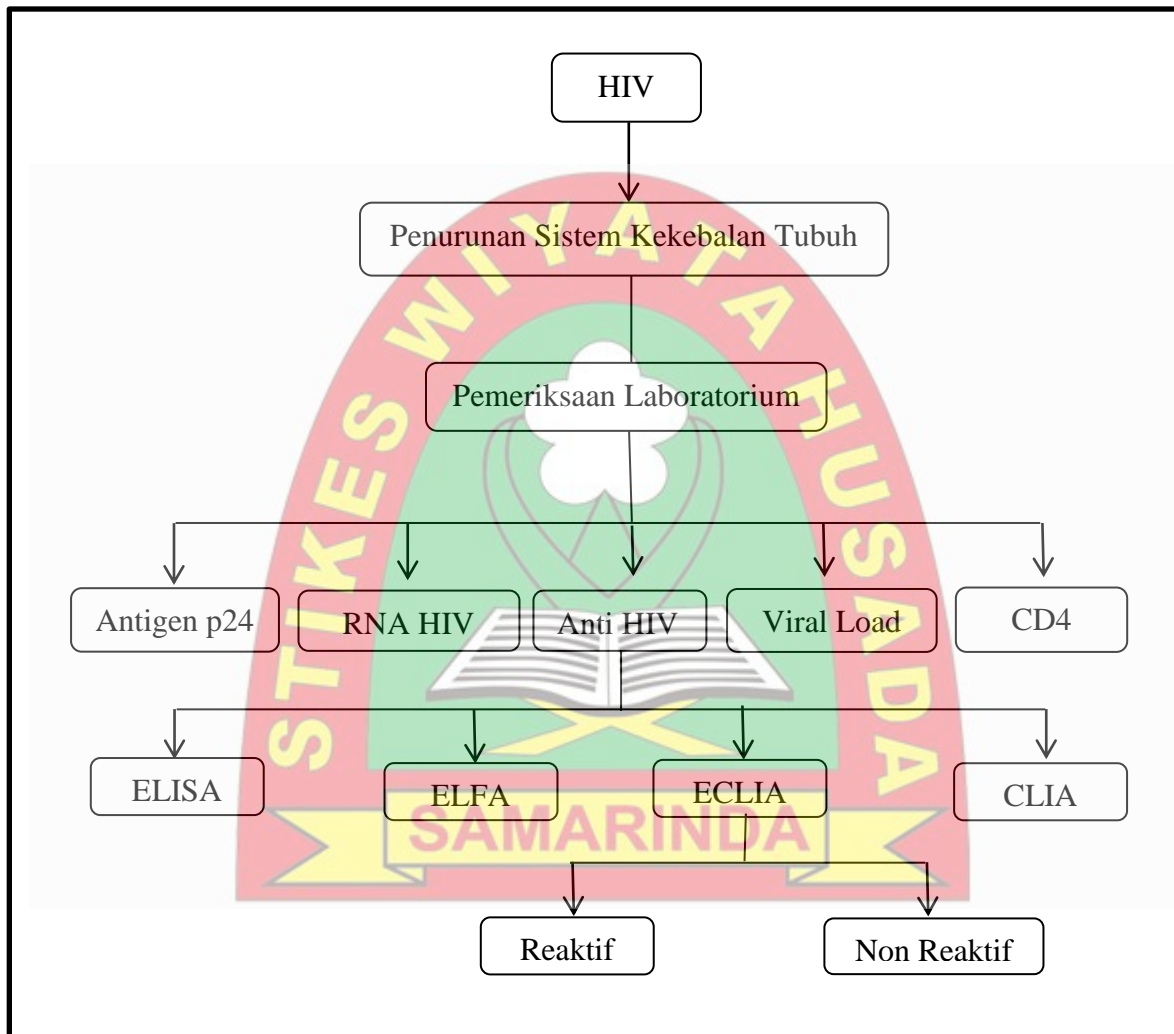 HIV
Penurunan Sistem Kekebalan Tubuh
Pemeriksaan Laboratorium
Antigen p24
RNA HIV
Anti HIV
Viral Load
CD4
ELISA
ELFA
ECLIA
CLIA
Reaktif
Non Reaktif
STIKES WIYATA HUSADA
SAMARINDA